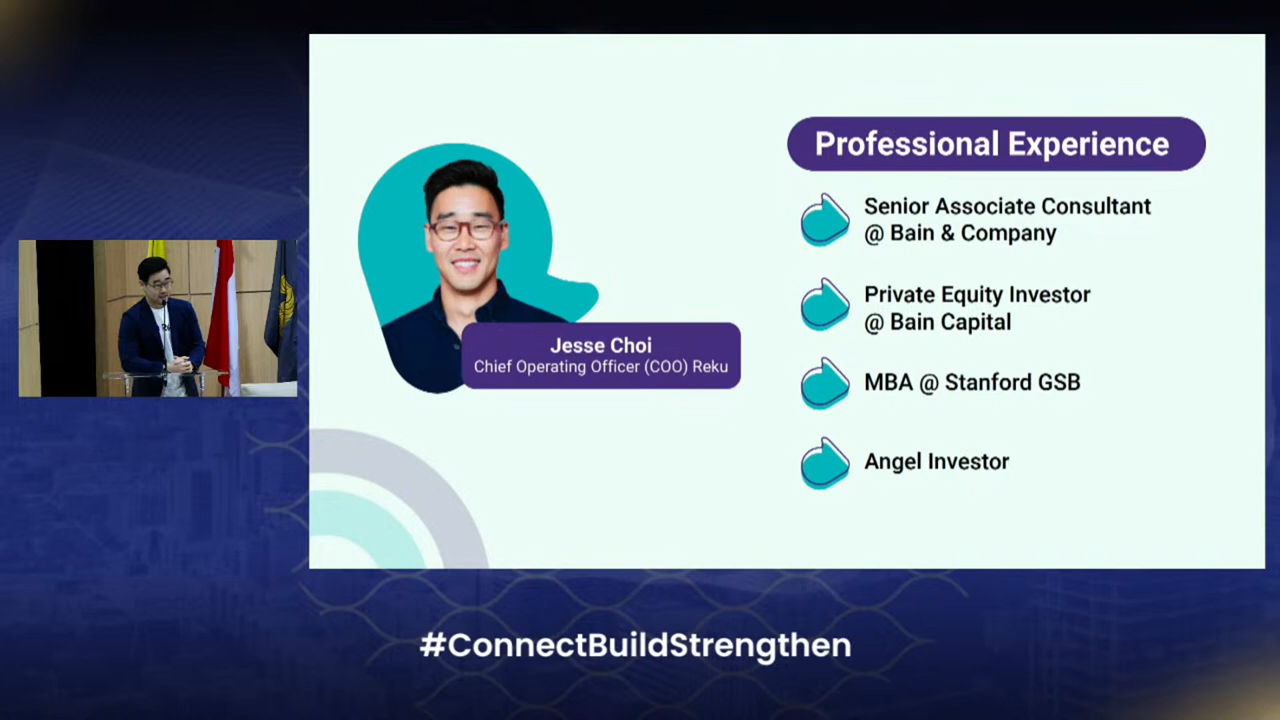 Professional Experience
Senior Associate Consultant
@ Bain & Company
Private Equity Investor
@ Bain Capital
MBA @ Stanford GSB
Angel Investor
Jesse Choi
Chief Operating Officer (COO) Reku
#ConnectBuildStrengthen